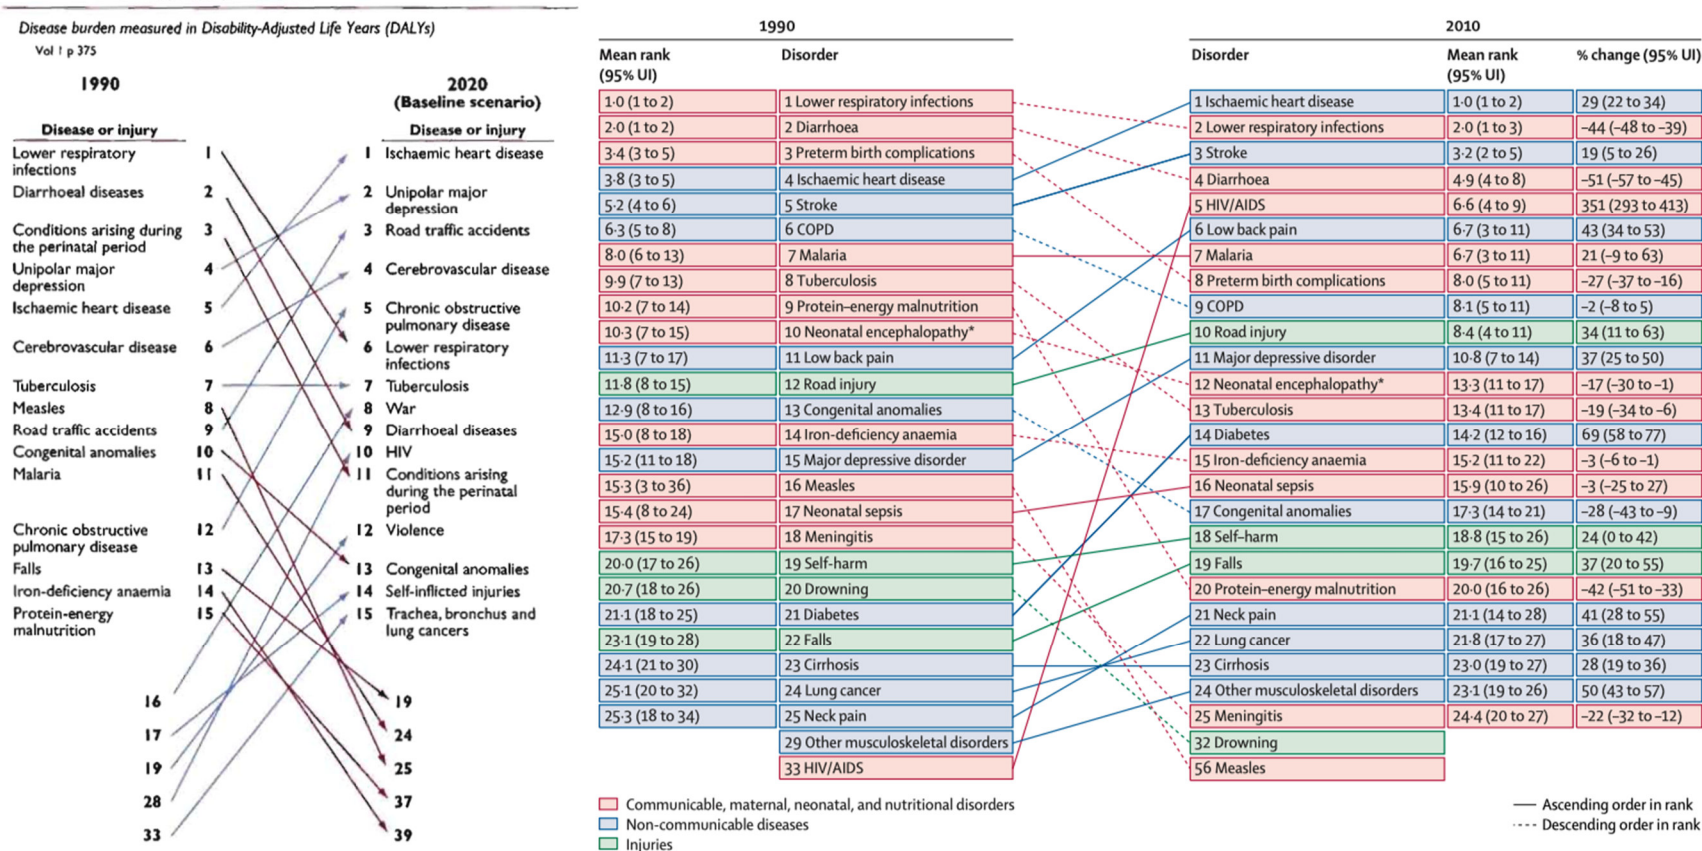 Disease burden measured in Disability-Adjusted Life Years (DALYs)
Vol 1 p 375
1990
2020
(Baseline scenario)
Disease or injury
Disease or injury
Lower respiratory
infections
1
1 Ischaemic heart disease
Diarrhoeal diseases 2
2 Unipolar major
depression
Conditions arising during
the perinatal period
3
3 Road traffic accidents
Unipolar major
depression
4
4 Cerebrovascular disease
Ischaemic heart disease 5
5 Chronic obstructive
pulmonary disease
Cerebrovascular disease 6
6 Lower respiratory
infections
Tuberculosis 7
7 Tuberculosis
Measles 8
8 War
Road traffic accidents 9
9 Diarrhoeal diseases
Congenital anomalies 10
10 HIV
Malaria 11
11 Conditions arising
during the perinatal
period
Chronic obstructive
pulmonary disease
12
12 Violence
Falls 13
13 Congenital anomalies
Iron-deficiency anaemia 14
14 Self-inflicted injuries
Protein-energy
malnutrition
15
15 Trachea, bronchus and
lung cancers
16
19
17
24
19
25
28
37
33
39
1990
Mean rank
(95% UI)
Disorder
1·0 (1 to 2) 1 Lower respiratory infections
2·0 (1 to 2) 2 Diarrhoea
3·4 (3 to 5) 3 Preterm birth complications
3·8 (3 to 5) 4 Ischaemic heart disease
5·2 (4 to 6) 5 Stroke
6·3 (5 to 8) 6 COPD
8·0 (6 to 13) 7 Malaria
9·9 (7 to 13) 8 Tuberculosis
10·2 (7 to 14) 9 Protein–energy malnutrition
10·3 (7 to 15) 10 Neonatal encephalopathy*
11·3 (7 to 17) 11 Low back pain
11·8 (8 to 15) 12 Road injury
12·9 (8 to 16) 13 Congenital anomalies
15·0 (8 to 18) 14 Iron-deficiency anaemia
15·2 (11 to 18) 15 Major depressive disorder
15·3 (3 to 36) 16 Measles
15·4 (8 to 24) 17 Neonatal sepsis
17·3 (15 to 19) 18 Meningitis
20·0 (17 to 26) 19 Self-harm
20·7 (18 to 26) 20 Drowning
21·1 (18 to 25) 21 Diabetes
23·1 (19 to 28) 22 Falls
24·1 (21 to 30) 23 Cirrhosis
25·1 (20 to 32) 24 Lung cancer
25·3 (18 to 34) 25 Neck pain
29 Other musculoskeletal disorders
33 HIV/AIDS
2010
Disorder
Mean rank
(95% UI)
% change (95% UI)
1 Ischaemic heart disease 1·0 (1 to 2) 29 (22 to 34)
2 Lower respiratory infections 2·0 (1 to 3) –44 (–48 to –39)
3 Stroke 3·2 (2 to 5) 19 (5 to 26)
4 Diarrhoea 4·9 (4 to 8) –51 (–57 to –45)
5 HIV/AIDS 6·6 (4 to 9) 351 (293 to 413)
6 Low back pain 6·7 (3 to 11) 43 (34 to 53)
7 Malaria 6·7 (3 to 11) 21 (–9 to 63)
8 Preterm birth complications 8·0 (5 to 11) –27 (–37 to –16)
9 COPD 8·1 (5 to 11) –2 (–8 to 5)
10 Road injury 8·4 (4 to 11) 34 (11 to 63)
11 Major depressive disorder 10·8 (7 to 14) 37 (25 to 50)
12 Neonatal encephalopathy* 13·3 (11 to 17) –17 (–30 to –1)
13 Tuberculosis 13·4 (11 to 17) –19 (–34 to –6)
14 Diabetes 14·2 (12 to 16) 69 (58 to 77)
15 Iron-deficiency anaemia 15·2 (11 to 22) –3 (–6 to –1)
16 Neonatal sepsis 15·9 (10 to 26) –3 (–25 to 27)
17 Congenital anomalies 17·3 (14 to 21) –28 (–43 to –9)
18 Self-harm 18·8 (15 to 26) 24 (0 to 42)
19 Falls 19·7 (16 to 25) 37 (20 to 55)
20 Protein–energy malnutrition 20·0 (16 to 26) –42 (–51 to –33)
21 Neck pain 21·1 (14 to 28) 41 (28 to 55)
22 Lung cancer 21·8 (17 to 27) 36 (18 to 47)
23 Cirrhosis 23·0 (19 to 27) 28 (19 to 36)
24 Other musculoskeletal disorders 23·1 (19 to 26) 50 (43 to 57)
25 Meningitis 24·4 (20 to 27) –22 (–32 to –12)
32 Drowning
56 Measles
Communicable, maternal, neonatal, and nutritional disorders
Non-communicable diseases
Injuries
Ascending order in rank
Descending order in rank